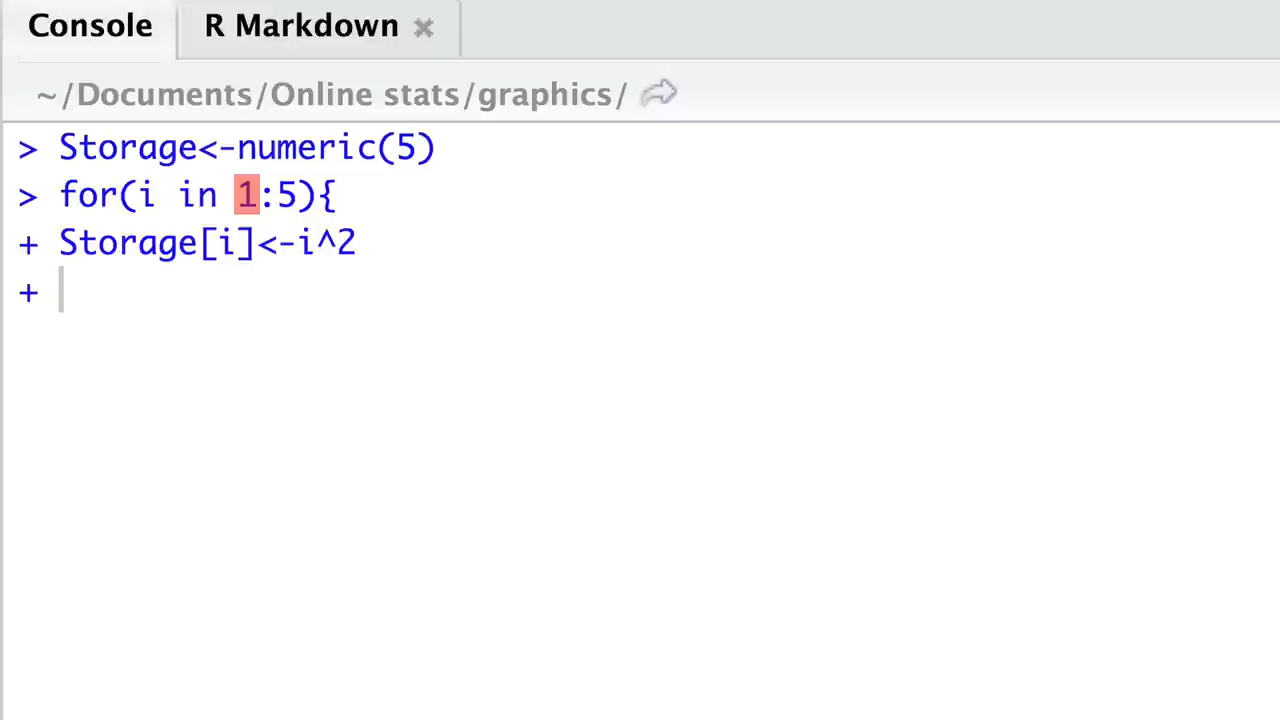 Console R Markdown
~/Documents/Online stats/graphics/
> Storage<-numeric(5)
> for(i in 1:5){
+ Storage[i]<-i^2
+